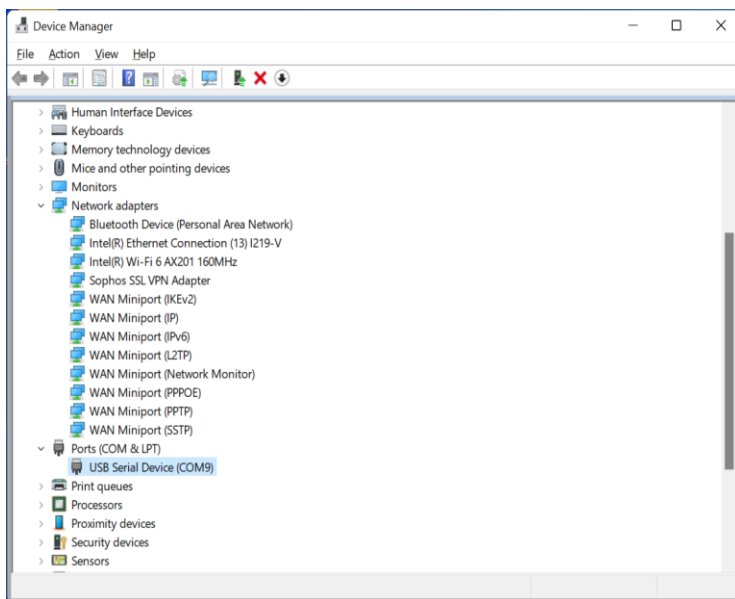 Device Manager
File Action View Help
Human Interface Devices
Keyboards
Memory technology devices
Mice and other pointing devices
Monitors
Network adapters
Bluetooth Device (Personal Area Network)
Intel(R) Ethernet Connection (13) I219-V
Intel(R) Wi-Fi 6 AX201 160MHz
Sophos SSL VPN Adapter
WAN Miniport (IKEv2)
WAN Miniport (IP)
WAN Miniport (IPv6)
WAN Miniport (L2TP)
WAN Miniport (Network Monitor)
WAN Miniport (PPPOE)
WAN Miniport (PPTP)
WAN Miniport (SSTP)
Ports (COM & LPT)
USB Serial Device (COM9)
Print queues
Processors
Proximity devices
Security devices
Sensors